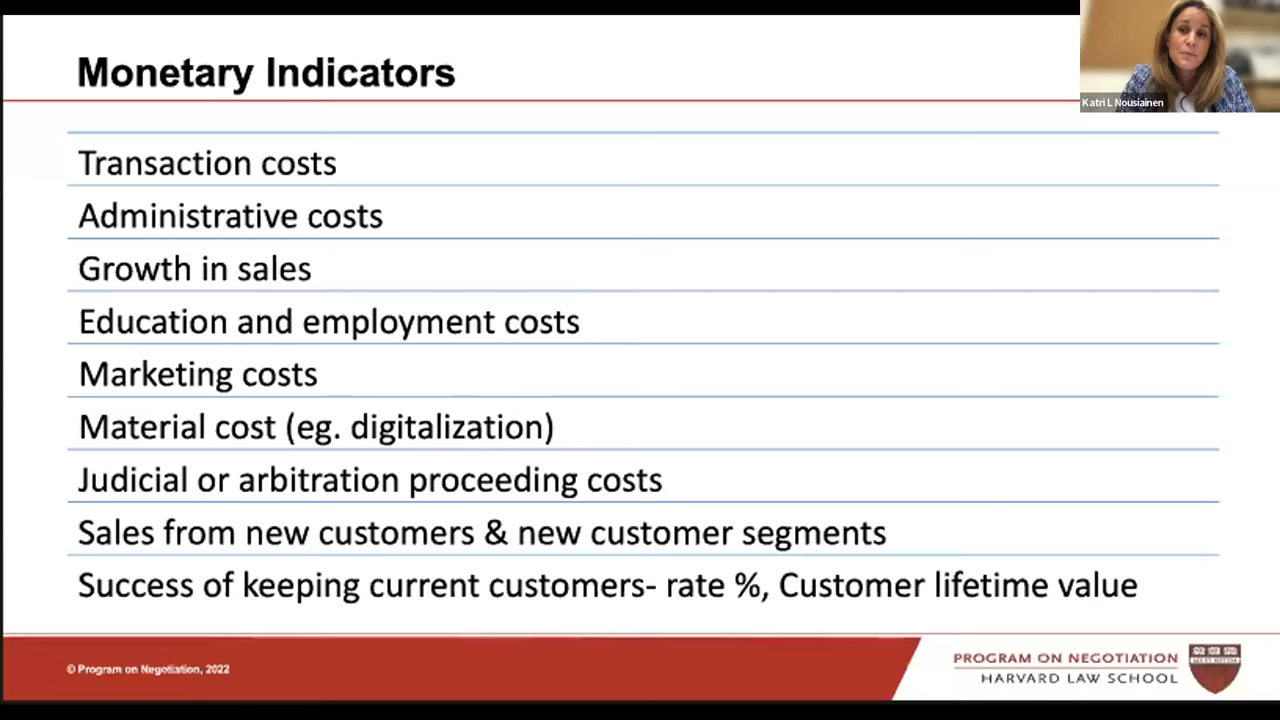 Monetary Indicators
Katri L Nousiainen
Transaction costs
Administrative costs
Growth in sales
Education and employment costs
Marketing costs
Material cost (eg. digitalization)
Judicial or arbitration proceeding costs
Sales from new customers & new customer segments
Success of keeping current customers- rate %, Customer lifetime value
© Program on Negotiation, 2022
PROGRAM ON NEGOTIATION
HARVARD LAW SCHOOL